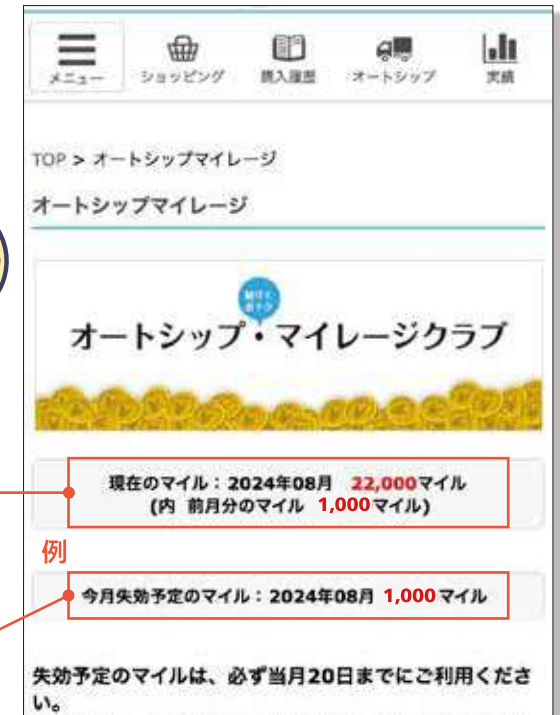 メニュー ショッピング 購入履歴 オートシップ 実績
TOP > オートシップマイレージ
オートシップマイレージ
オートシップ・マイレージクラブ
現在のマイル：2024年08月 22,000マイル
(内 前月分のマイル 1,000マイル)
例
今月失効予定のマイル：2024年08月 1,000マイル
失効予定のマイルは、必ず当月20日までにご利用くださ
い。